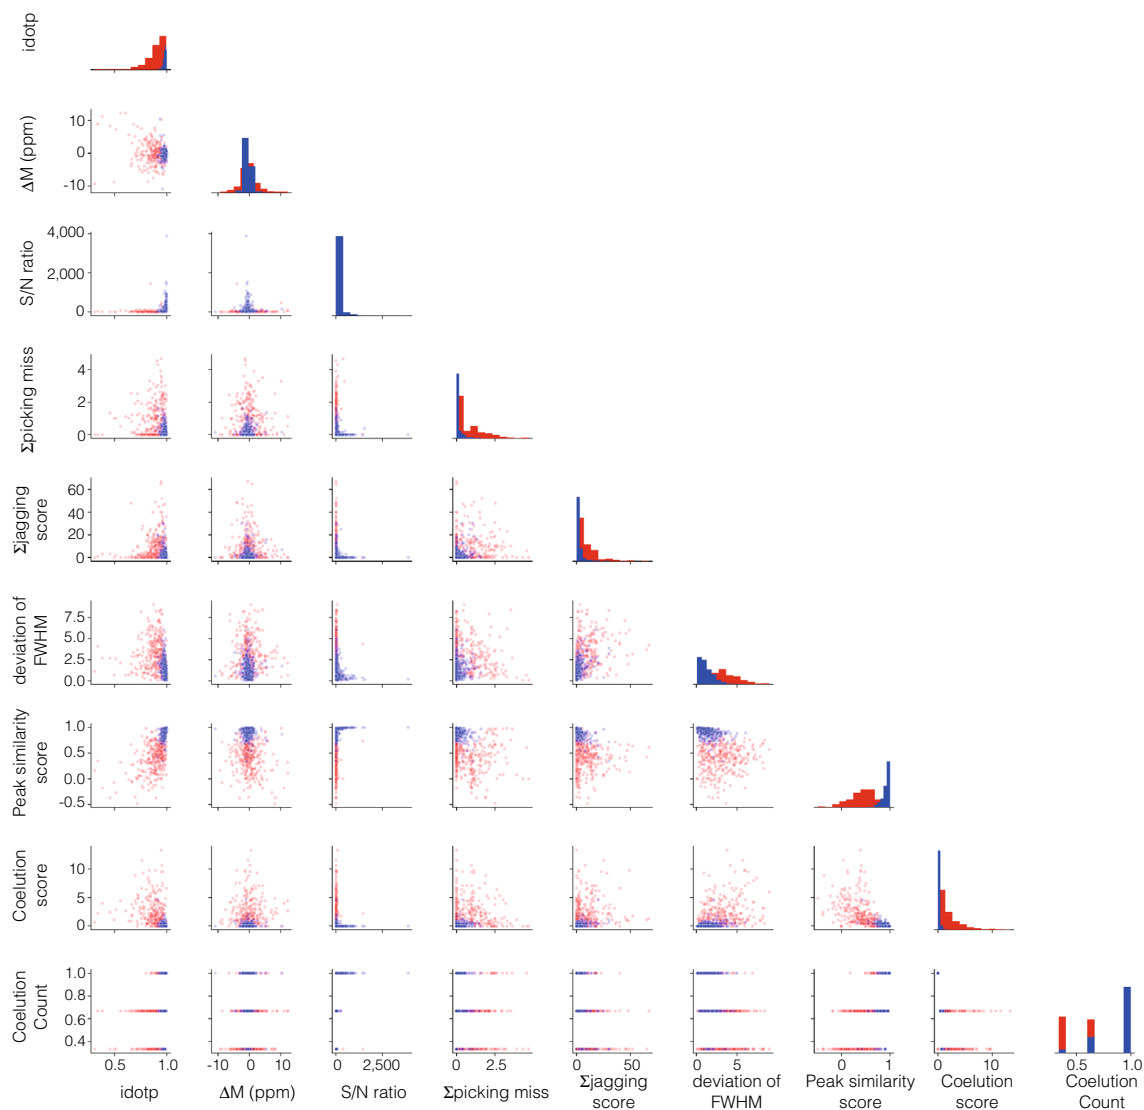 idotp
ΔM (ppm)
10
0
-10
S/N ratio
4,000
2,000
0
Σpicking miss
4
2
0
Σjagging
score
60
40
20
0
deviation of
FWHM
7.5
5.0
2.5
0.0
Peak similarity
score
1.0
0.5
0.0
-0.5
Coelution
score
10
5
0
Coelution
Count
1.0
0.8
0.6
0.4
0.5 1.0 -10 0 10 0 2,500 0 2.5 0 50 0 5 0 1 0 10 0.5 1.0
idotp ΔM (ppm) S/N ratio Σpicking miss Σjagging deviation of Peak similarity Coelution Coelution
score FWHM score score Count